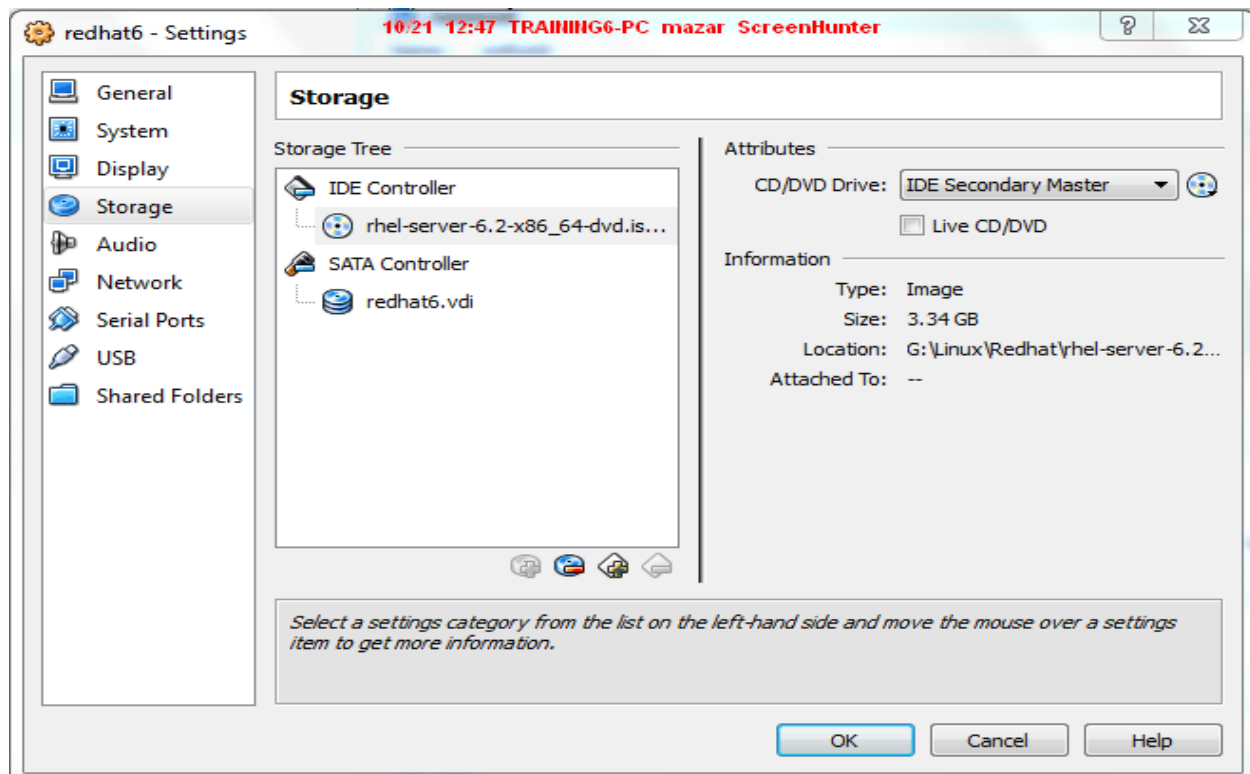 redhat6 - Settings
10/21 12:47 TRAINING6-PC mazar ScreenHunter
General
System
Display
Storage
Audio
Network
Serial Ports
USB
Shared Folders
Storage
Storage Tree
IDE Controller
rhel-server-6.2-x86_64-dvd.is...
SATA Controller
redhat6.vdi
Attributes
CD/DVD Drive: IDE Secondary Master
Live CD/DVD
Information
Type: Image
Size: 3.34 GB
Location: G:\Linux\Redhat\rhel-server-6.2...
Attached To: --
Select a settings category from the list on the left-hand side and move the mouse over a settings
item to get more information.
OK Cancel Help